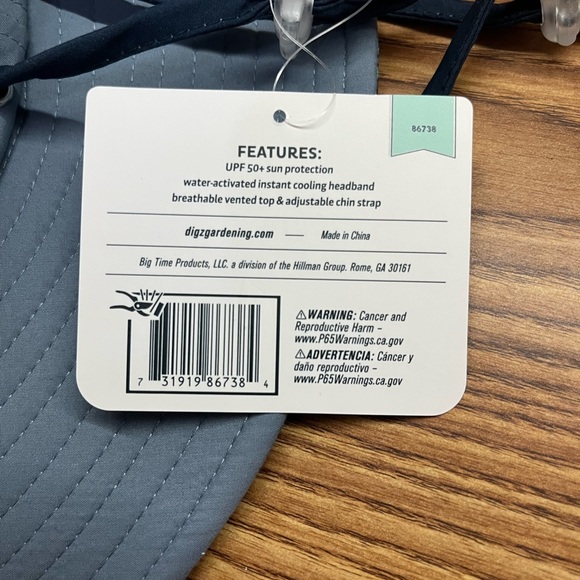 86738
FEATURES:
UPF 50+ sun protection
water-activated instant cooling headband
breathable vented top & adjustable chin strap
digzgardening.com — Made in China
Big Time Products, LLC. a division of the Hillman Group. Rome, GA 30161
⚠WARNING: Cancer and
Reproductive Harm –
www.P65Warnings.ca.gov
⚠ADVERTENCIA: Cáncer y
daño reproductivo –
www.P65Warnings.ca.gov
7 31919 86738 4